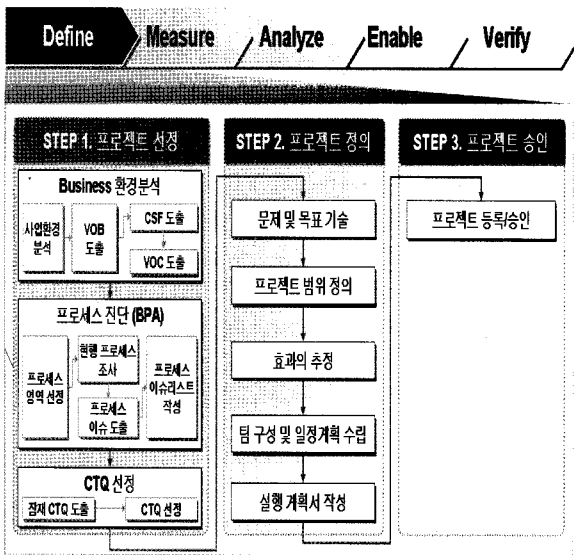 Define
Measure
Analyze
Enable
Verify
STEP 1. 프로젝트 선정
Business 환경분석
사업환경
분석
VOB
도출
CSF 도출
VOC 도출
프로세스 진단 (BPA)
프로세스
영역 선정
현행 프로세스
조사
프로세스
이슈 도출
프로세스
이슈리스트
작성
CTQ 선정
잠재 CTQ 도출
CTQ 선정
STEP 2. 프로젝트 정의
문제 및 목표 기술
프로젝트 범위 정의
효과의 추정
팀 구성 및 일정계획 수립
실행 계획서 작성
STEP 3. 프로젝트 승인
프로젝트 등록/승인